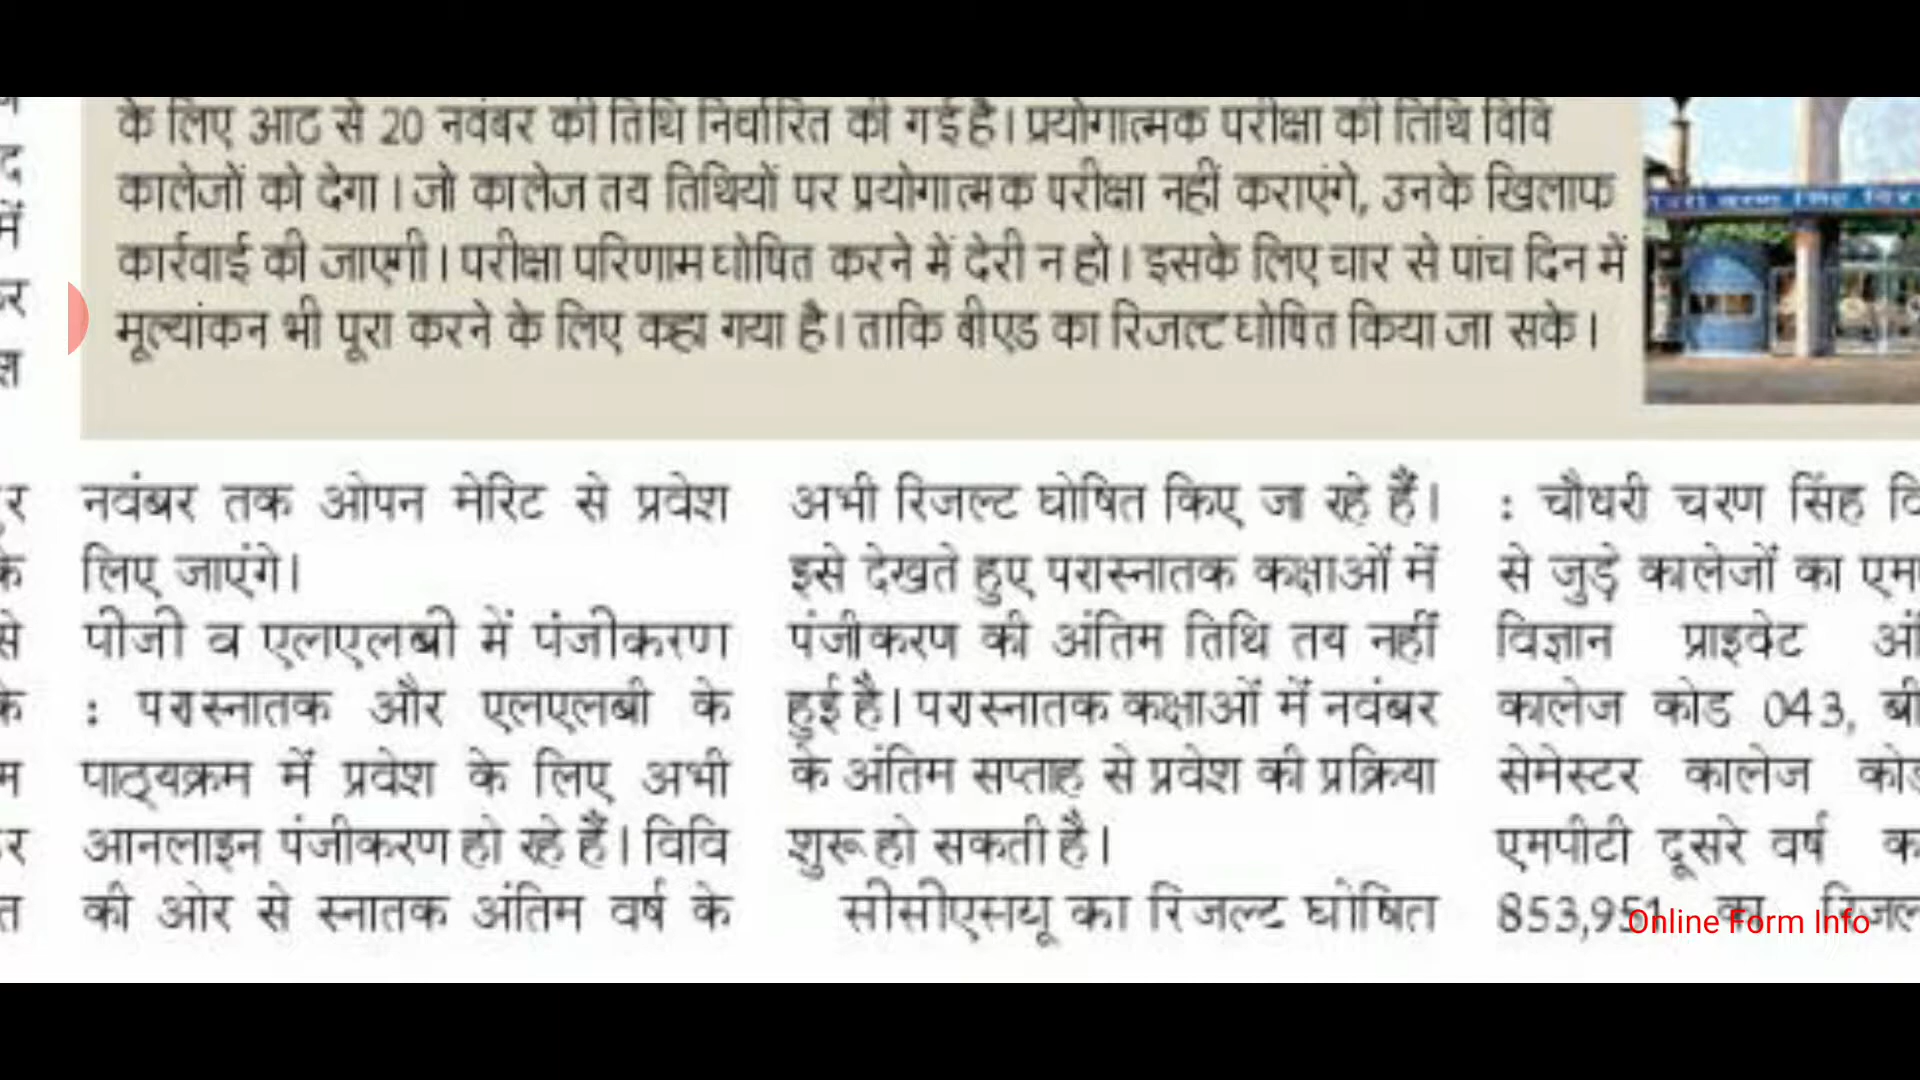 के लिए आठ से 20 नवंबर की तिथि निर्धारित की गई है। प्रयोगात्मक परीक्षा की तिथि विवि
कालेजों को देगा। जो कालेज तय तिथियों पर प्रयोगात्मक परीक्षा नहीं कराएंगे, उनके खिलाफ
कार्रवाई की जाएगी। परीक्षा परिणाम घोषित करने में देरी न हो। इसके लिए चार से पांच दिन में
मूल्यांकन भी पूरा करने के लिए कहा गया है। ताकि बीएड का रिजल्ट घोषित किया जा सके।
नवंबर तक ओपन मेरिट से प्रवेश
लिए जाएंगे।
पीजी व एलएलबी में पंजीकरण
: परास्नातक और एलएलबी के
पाठ्यक्रम में प्रवेश के लिए अभी
आनलाइन पंजीकरण हो रहे हैं। विवि
की ओर से स्नातक अंतिम वर्ष के
अभी रिजल्ट घोषित किए जा रहे हैं।
इसे देखते हुए परास्नातक कक्षाओं में
पंजीकरण की अंतिम तिथि तय नहीं
हुई है। परास्नातक कक्षाओं में नवंबर
के अंतिम सप्ताह से प्रवेश की प्रक्रिया
शुरू हो सकती है।
सीसीएसयू का रिजल्ट घोषित
: चौधरी चरण सिंह वि
से जुड़े कालेजों का एम
विज्ञान प्राइवेट
कालेज कोड 043, बी
सेमेस्टर कालेज कोड
एमपीटी दूसरे वर्ष
853,951 का रिजल
Online Form Info